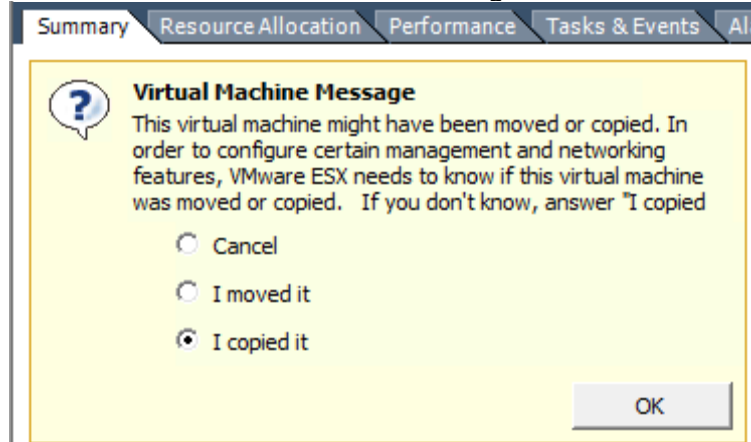 Summary Resource Allocation Performance Tasks & Events
Virtual Machine Message
This virtual machine might have been moved or copied. In
order to configure certain management and networking
features, VMware ESX needs to know if this virtual machine
was moved or copied. If you don't know, answer "I copied
Cancel
I moved it
I copied it
OK